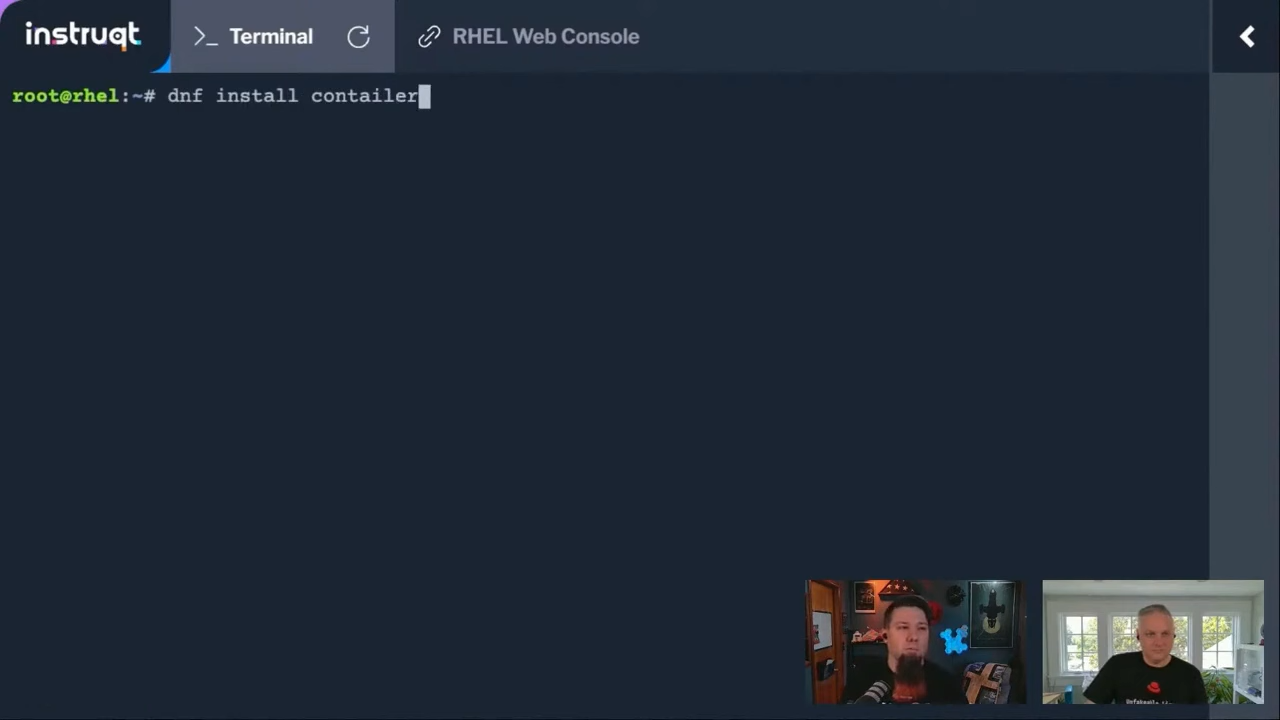 instruqt
>_ Terminal
RHEL Web Console
root@rhel:~# dnf install contailer